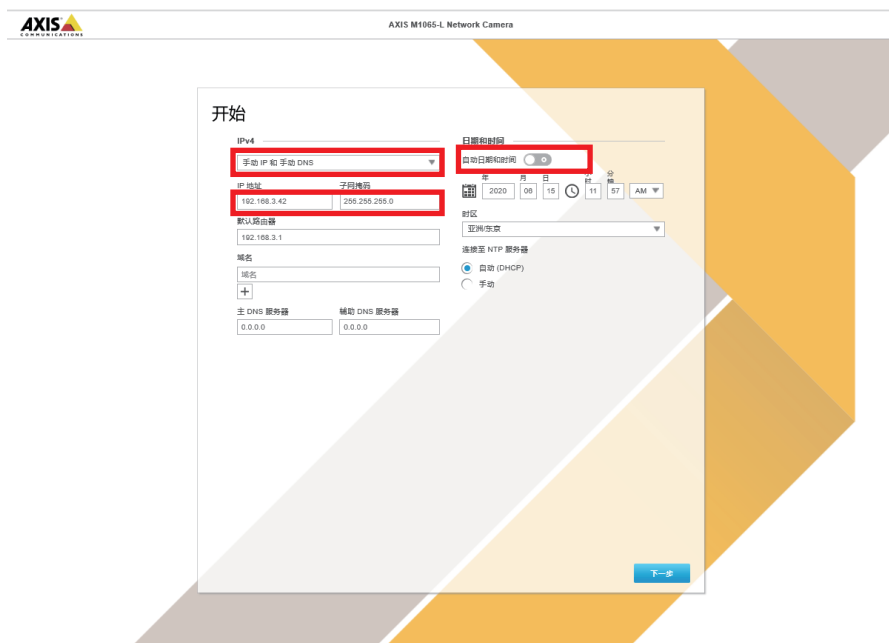 AXIS
COMMUNICATIONS
AXIS M1065-L Network Camera
开始
IPv4
手动 IP 和 手动 DNS
IP 地址 子网掩码
192.168.3.42 255.255.255.0
默认路由器
192.168.3.1
域名
域名
主 DNS 服务器 辅助 DNS 服务器
0.0.0.0 0.0.0.0
日期和时间
自动日期和时间
年 月 日 小时 分钟
2020 06 15 11 57 AM
时区
亚洲/东京
连接至 NTP 服务器
自动 (DHCP)
手动
下一步